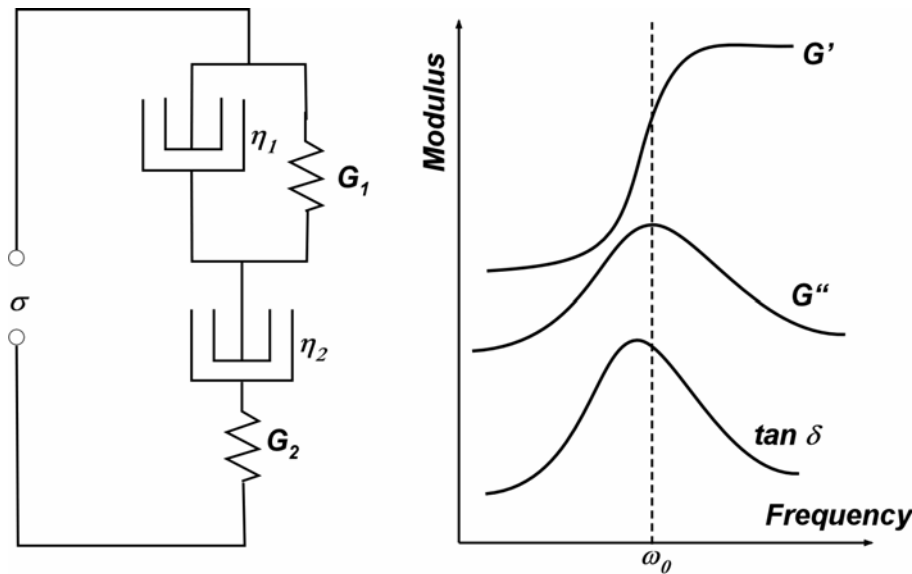 η1
G1
σ
η2
G2
Modulus
G’
G“
tan δ
Frequency
ω0